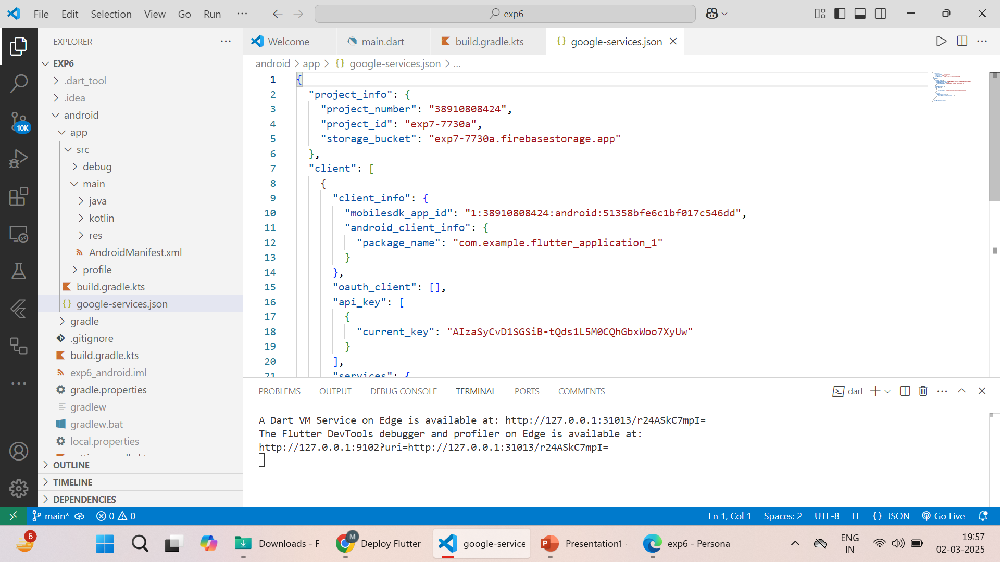 File Edit Selection View Go Run ... exp6
EXPLORER
EXP6
.dart_tool
.idea
android
app
src
debug
main
java
kotlin
res
AndroidManifest.xml
profile
build.gradle.kts
google-services.json
gradle
.gitignore
build.gradle.kts
exp6_android.iml
gradle.properties
gradlew
gradlew.bat
local.properties
OUTLINE
TIMELINE
DEPENDENCIES
10K
Welcome main.dart build.gradle.kts {} google-services.json
android > app > {} google-services.json > ...
1 {
2 "project_info": {
3 "project_number": "38910808424",
4 "project_id": "exp7-7730a",
5 "storage_bucket": "exp7-7730a.firebasestorage.app"
6 },
7 "client": [
8 {
9 "client_info": {
10 "mobilesdk_app_id": "1:38910808424:android:51358bfe6c1bf017c546dd",
11 "android_client_info": {
12 "package_name": "com.example.flutter_application_1"
13 }
14 },
15 "oauth_client": [],
16 "api_key": [
17 {
18 "current_key": "AIzaSyCvD1SGSiB-tQds1L5M0CQhGbxWoo7XyUw"
19 }
20 ],
21 "services": {
PROBLEMS OUTPUT DEBUG CONSOLE TERMINAL PORTS COMMENTS dart
A Dart VM Service on Edge is available at: http://127.0.0.1:31013/r24ASkC7mpI=
The Flutter DevTools debugger and profiler on Edge is available at:
http://127.0.0.1:9102?uri=http://127.0.0.1:31013/r24ASkC7mpI=
main* 0 0 Ln 1, Col 1 Spaces: 2 UTF-8 LF {} JSON Go Live
6 Downloads - F M Deploy Flutter google-service Presentation1 - exp6 - Persona ENG IN 19:57
02-03-2025